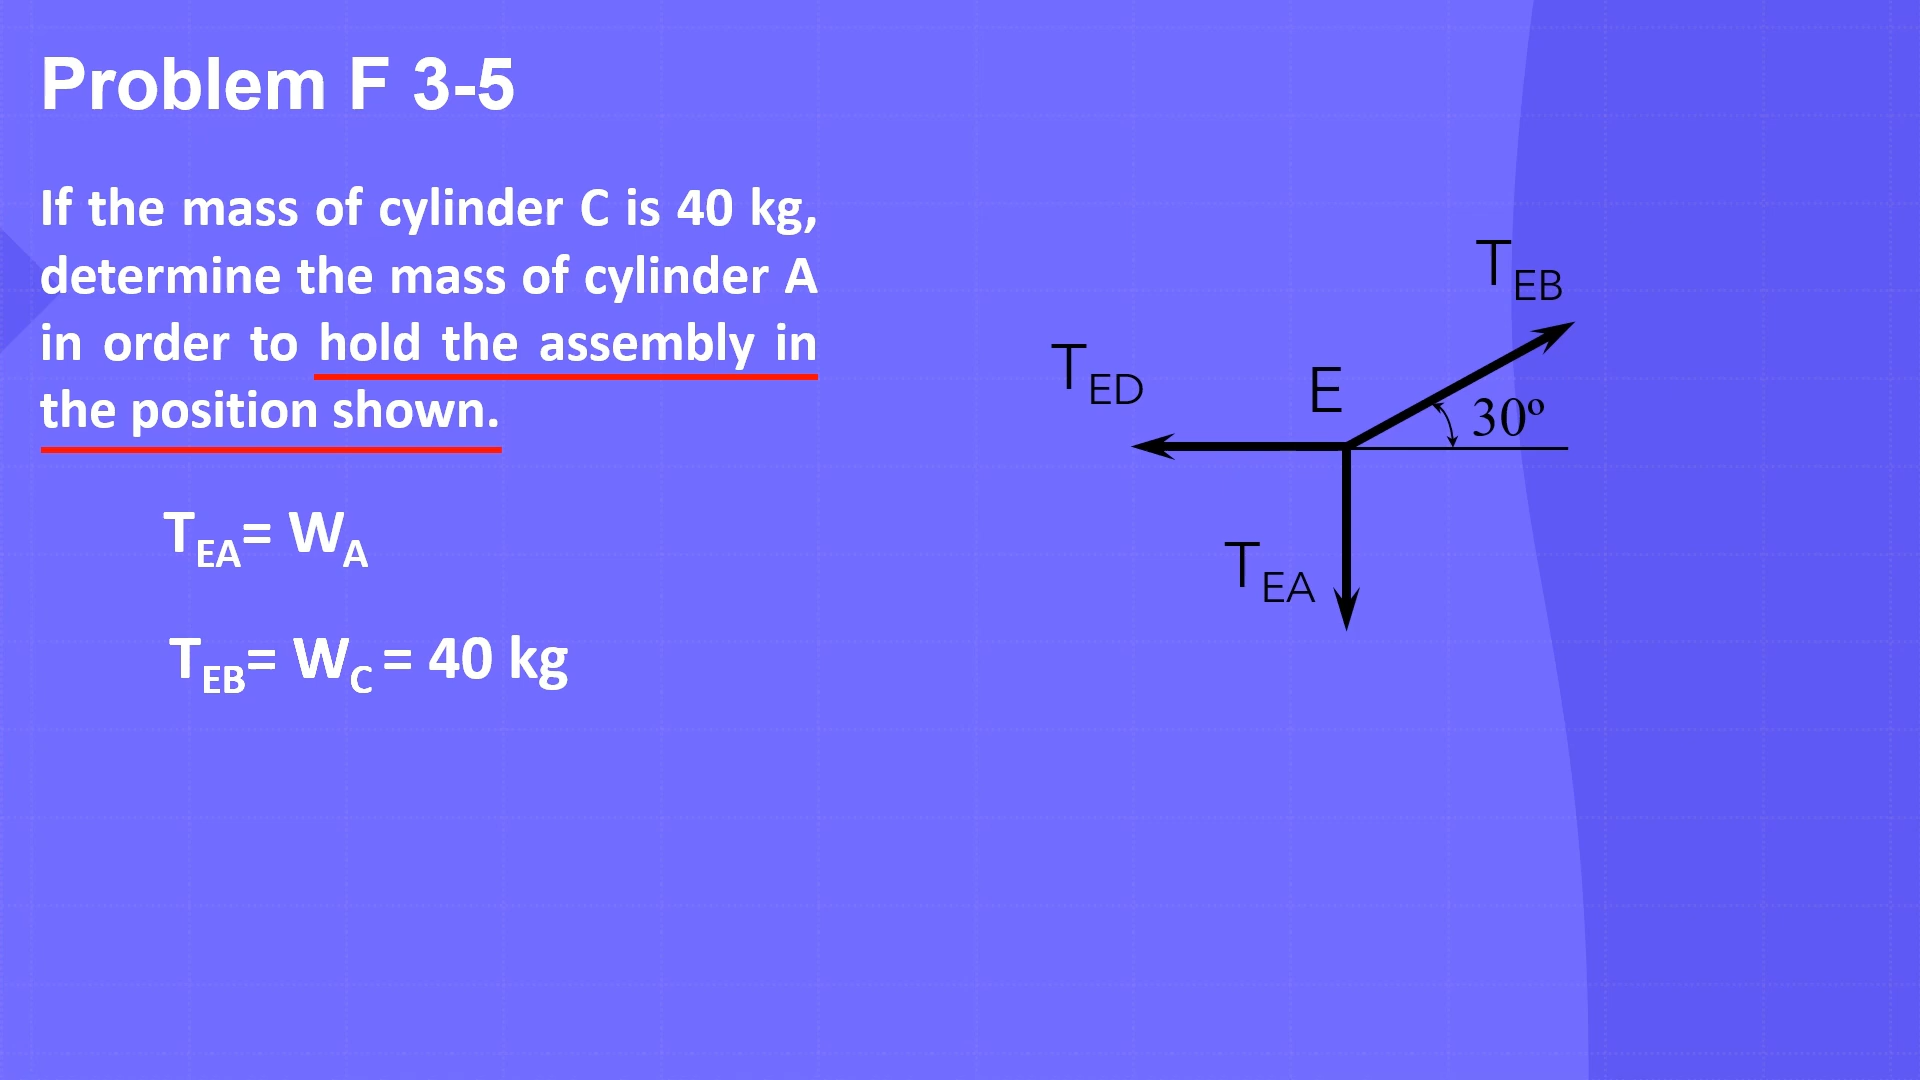 Problem F 3-5
If the mass of cylinder C is 40 kg,
determine the mass of cylinder A
in order to hold the assembly in
the position shown.
T_EA= W_A
T_EB= W_C = 40 kg
T_EB
T_ED
E
30º
T_EA